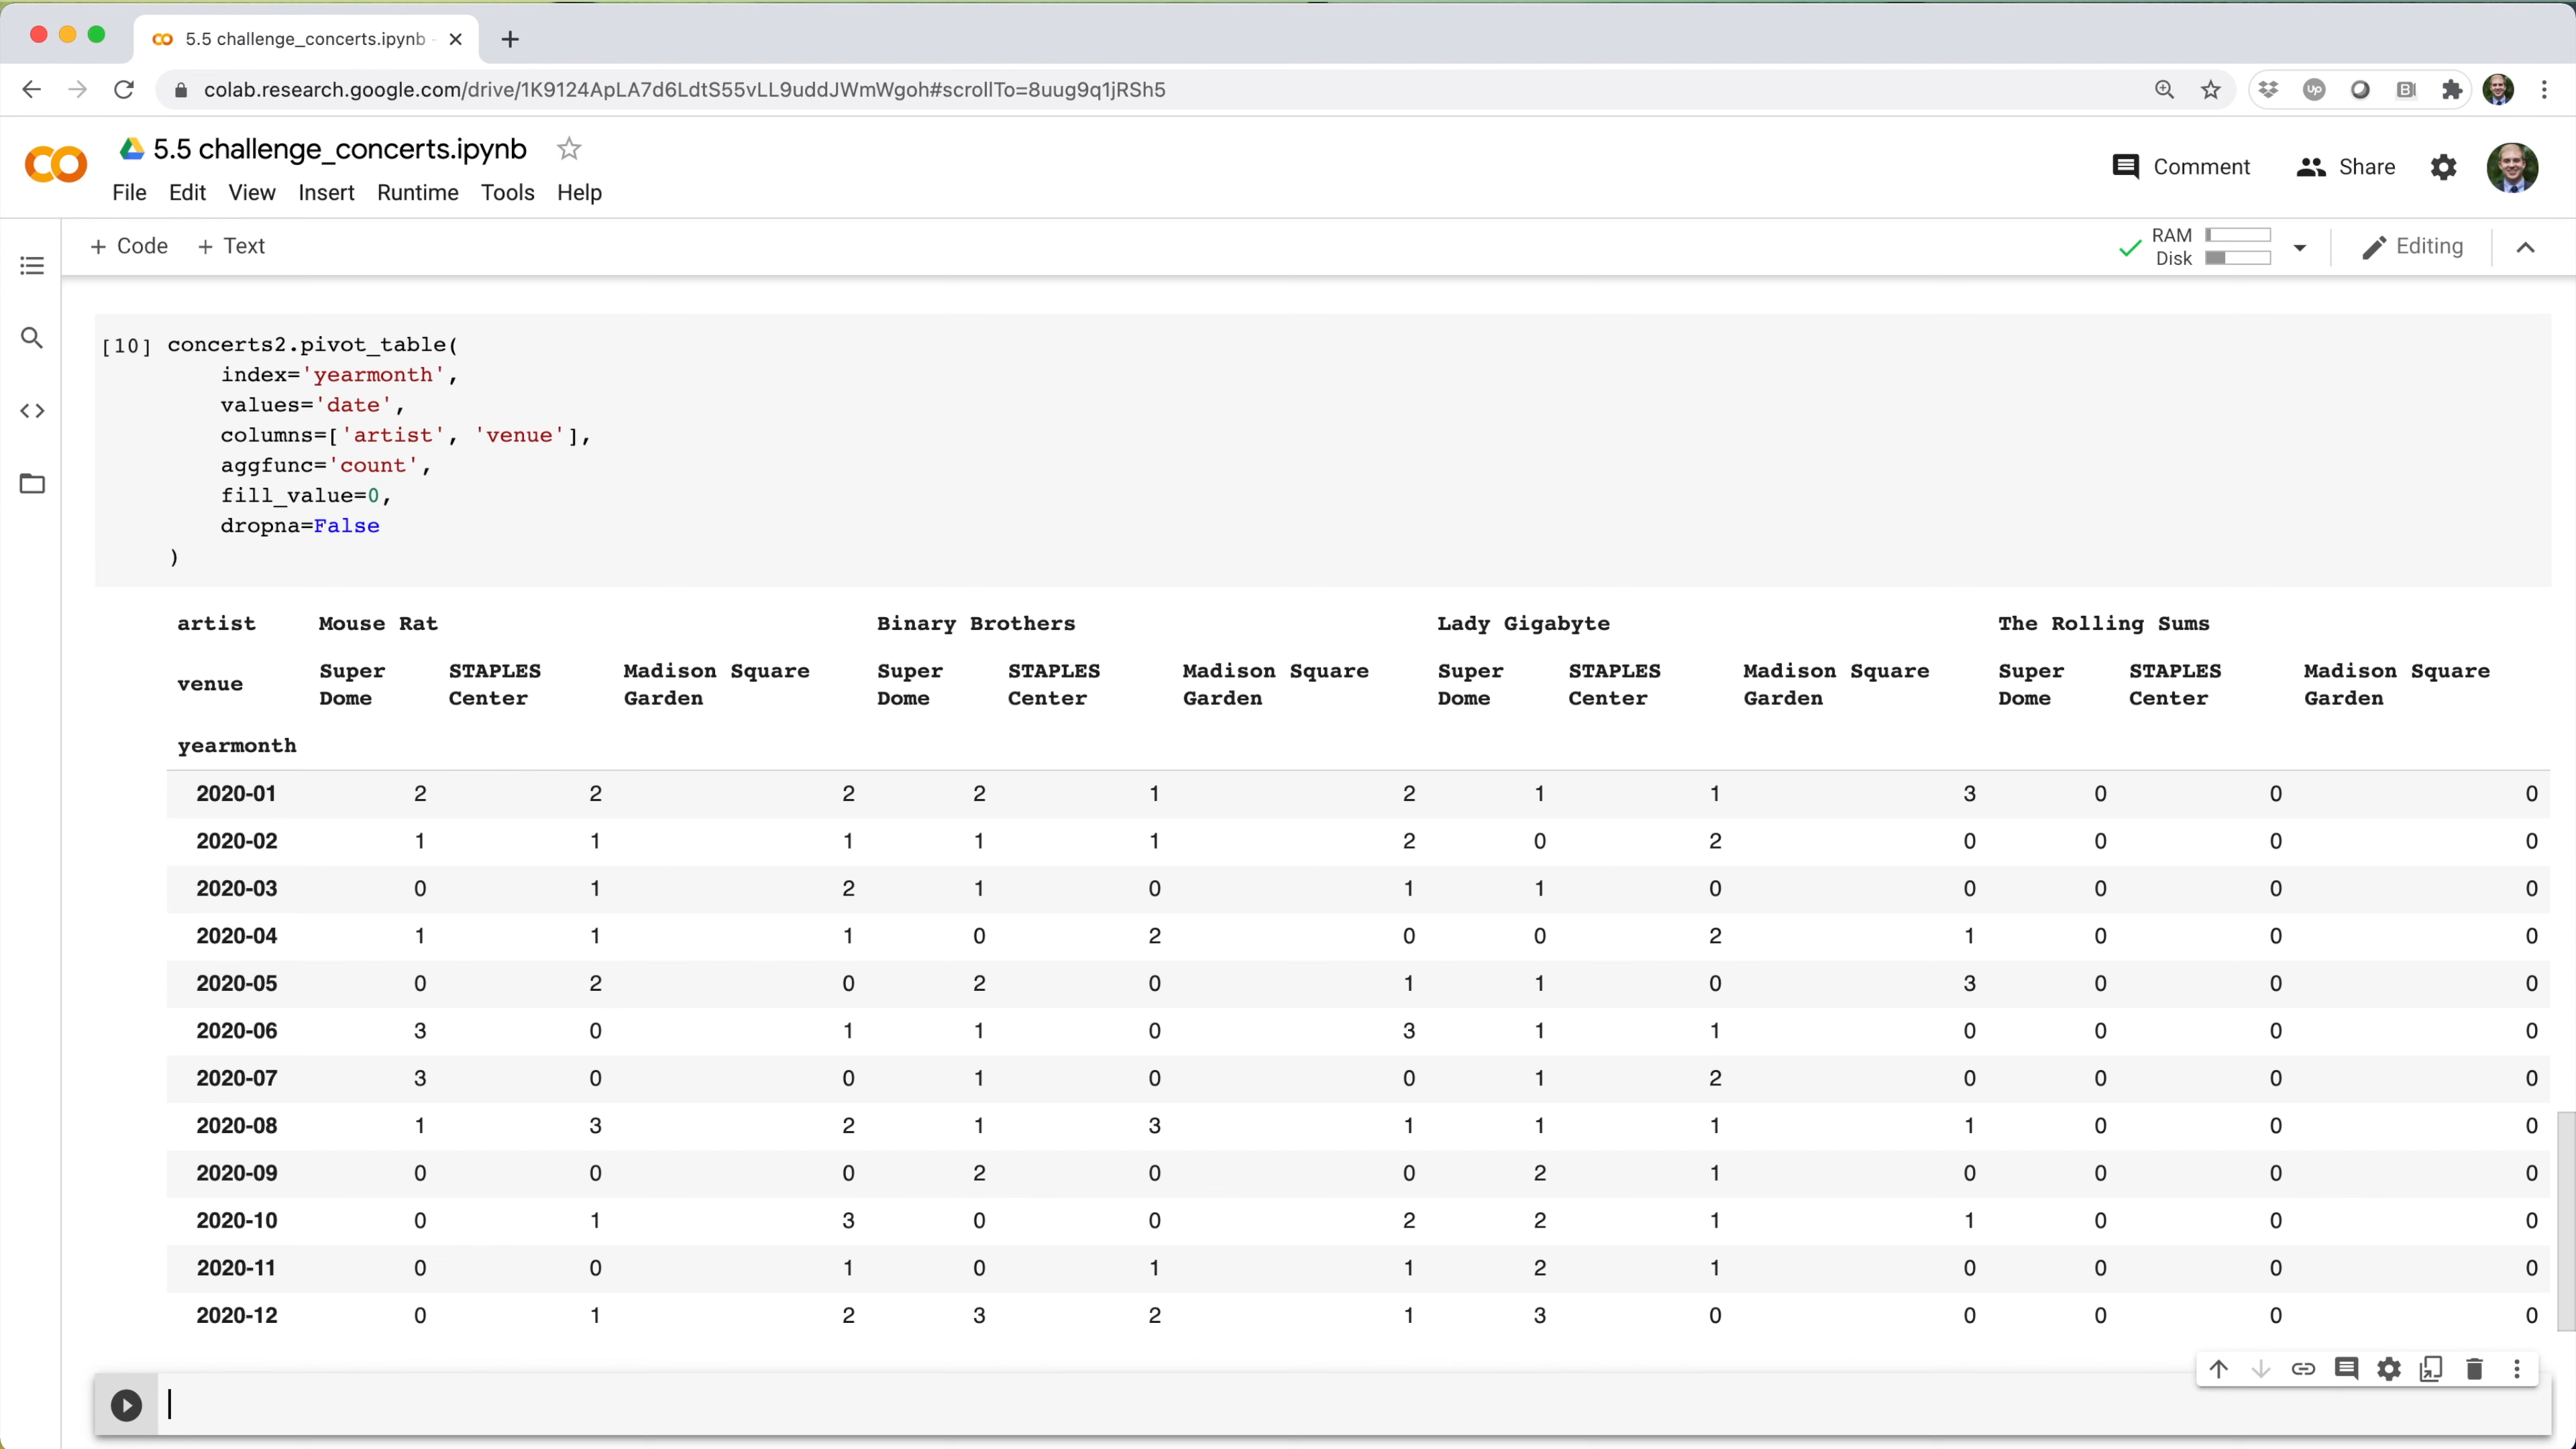 5.5 challenge_concerts.ipynb -
colab.research.google.com/drive/1K9124ApLA7d6LdtS55vLL9uddJWmWgoh#scrollTo=8uug9q1jRSh5
5.5 challenge_concerts.ipynb
Comment Share
File Edit View Insert Runtime Tools Help
+ Code + Text
RAM
Disk
Editing
[10] concerts2.pivot_table(
index='yearmonth',
values='date',
columns=['artist', 'venue'],
aggfunc='count',
fill_value=0,
dropna=False
)
artist Mouse Rat Binary Brothers Lady Gigabyte The Rolling Sums
venue Super Dome STAPLES Center Madison Square Garden Super Dome STAPLES Center Madison Square Garden Super Dome STAPLES Center Madison Square Garden Super Dome STAPLES Center Madison Square Garden
yearmonth
2020-01 2 2 2 2 1 2 1 1 3 0 0 0
2020-02 1 1 1 1 1 2 0 2 0 0 0 0
2020-03 0 1 2 1 0 1 1 0 0 0 0 0
2020-04 1 1 1 0 2 0 0 2 1 0 0 0
2020-05 0 2 0 2 0 1 1 0 3 0 0 0
2020-06 3 0 1 1 0 3 1 1 0 0 0 0
2020-07 3 0 0 1 0 0 1 2 0 0 0 0
2020-08 1 3 2 1 3 1 1 1 1 0 0 0
2020-09 0 0 0 2 0 0 2 1 0 0 0 0
2020-10 0 1 3 0 0 2 2 1 1 0 0 0
2020-11 0 0 1 0 1 1 2 1 0 0 0 0
2020-12 0 1 2 3 2 1 3 0 0 0 0 0